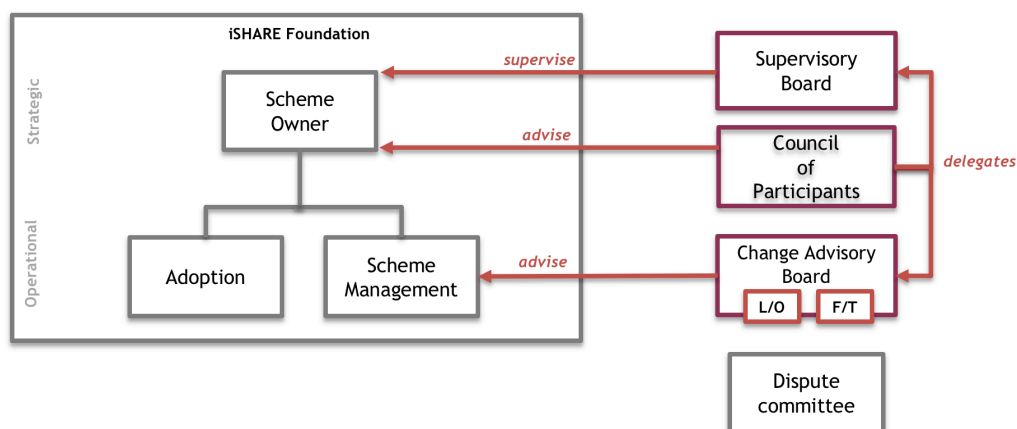 iSHARE Foundation
Strategic
Operational
Scheme
Owner
Adoption
Scheme
Management
supervise
advise
advise
Supervisory
Board
Council
of
Participants
delegates
Change Advisory
Board
L/O
F/T
Dispute
committee